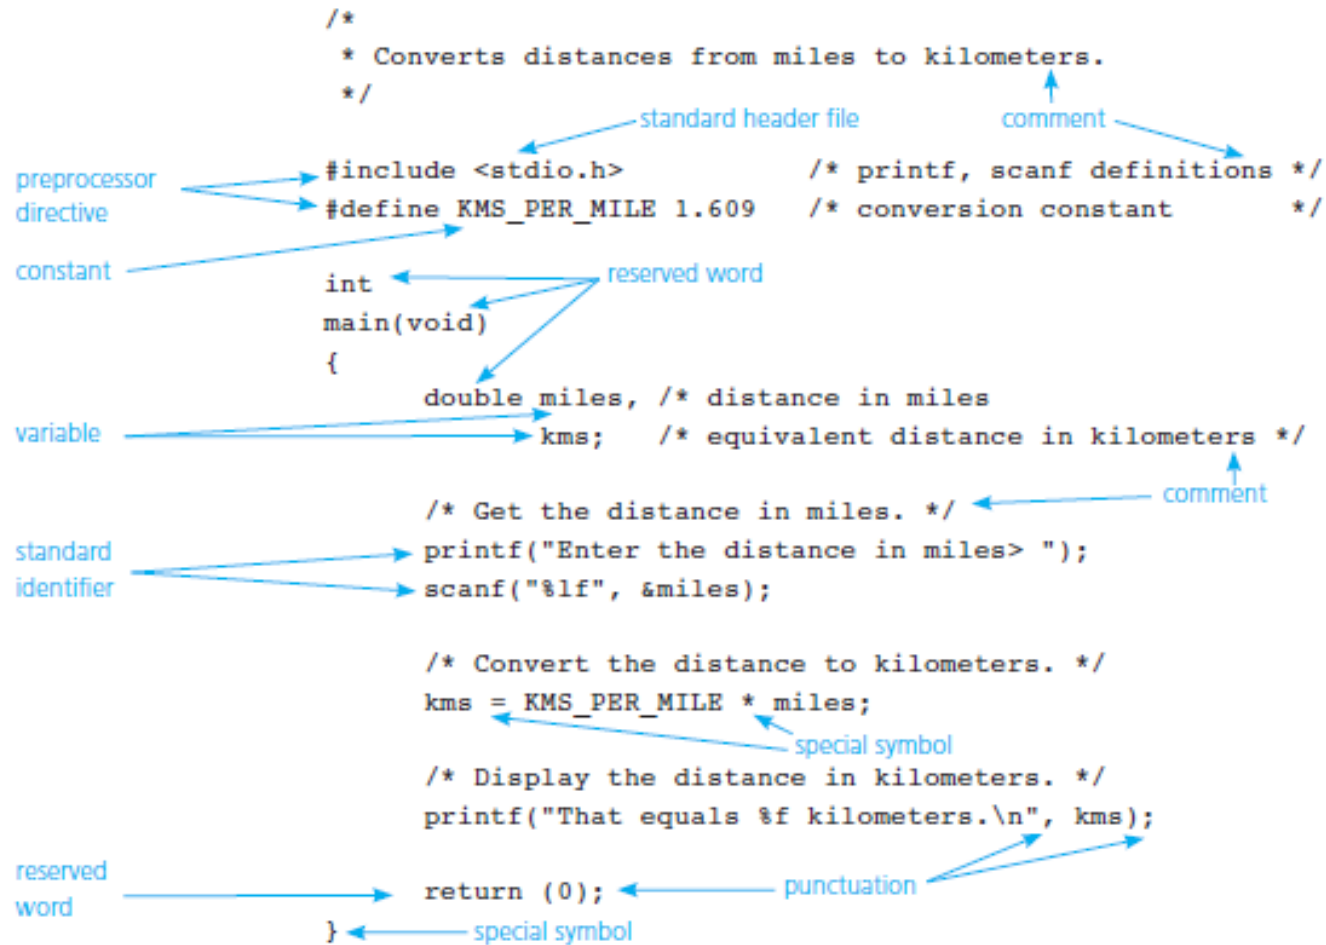 /*
* Converts distances from miles to kilometers.
*/
standard header file comment
preprocessor
directive
#include <stdio.h> /* printf, scanf definitions */
#define KMS_PER_MILE 1.609 /* conversion constant */
constant
reserved word
int
main(void)
{
double miles, /* distance in miles
variable
kms; /* equivalent distance in kilometers */
comment
/* Get the distance in miles. */
standard
identifier
printf("Enter the distance in miles> ");
scanf("%lf", &miles);
/* Convert the distance to kilometers. */
kms = KMS_PER_MILE * miles;
special symbol
/* Display the distance in kilometers. */
printf("That equals %f kilometers.\n", kms);
reserved
word
return (0);
punctuation
}
special symbol